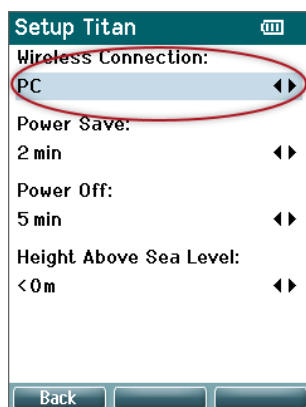 Setup Titan
Wireless Connection:
PC
Power Save:
2 min
Power Off:
5 min
Height Above Sea Level:
<0m
Back